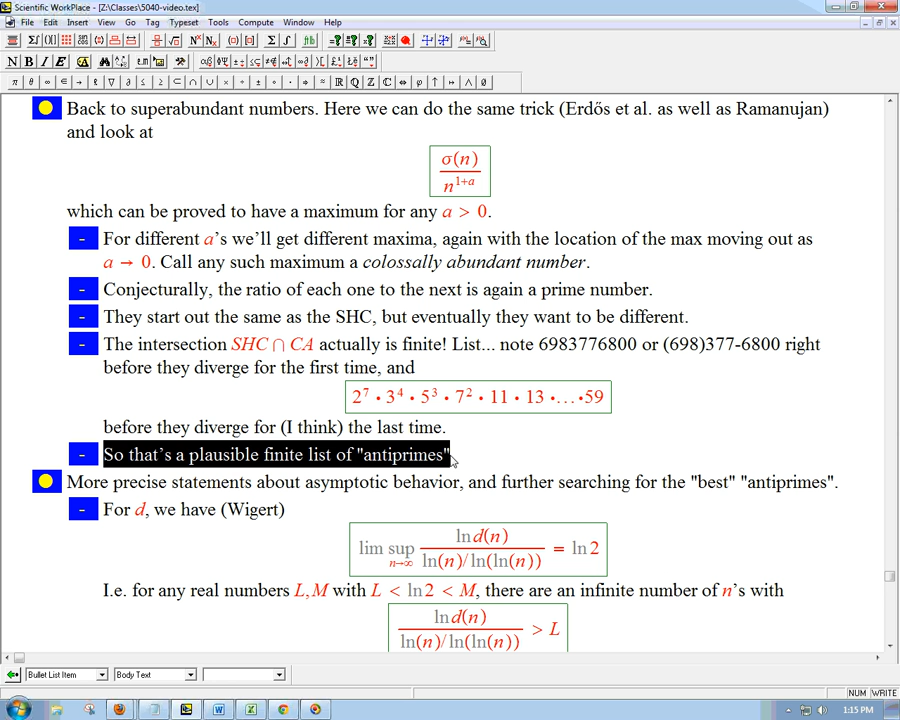 Scientific WorkPlace - [Z:\Classes\5040-video.tex]
File Edit Insert View Go Tag Typeset Tools Compute Window Help
Back to superabundant numbers. Here we can do the same trick (Erdős et al. as well as Ramanujan)
and look at
σ(n)
n^{1+a}
which can be proved to have a maximum for any a > 0.
- For different a's we'll get different maxima, again with the location of the max moving out as
a → 0. Call any such maximum a colossally abundant number.
- Conjecturally, the ratio of each one to the next is again a prime number.
- They start out the same as the SHC, but eventually they want to be different.
- The intersection SHC ∩ CA actually is finite! List... note 6983776800 or (698)377-6800 right
before they diverge for the first time, and
2^7 • 3^4 • 5^3 • 7^2 • 11 • 13 •...•59
before they diverge for (I think) the last time.
- So that's a plausible finite list of "antiprimes"
More precise statements about asymptotic behavior, and further searching for the "best" "antiprimes".
- For d, we have (Wigert)
lim sup n→∞ ln d(n) / ln(n)/ln(ln(n)) = ln 2
I.e. for any real numbers L, M with L < ln 2 < M, there are an infinite number of n's with
ln d(n) / ln(n)/ln(ln(n)) > L
Bullet List Item Body Text
NUM WRITE
1:15 PM